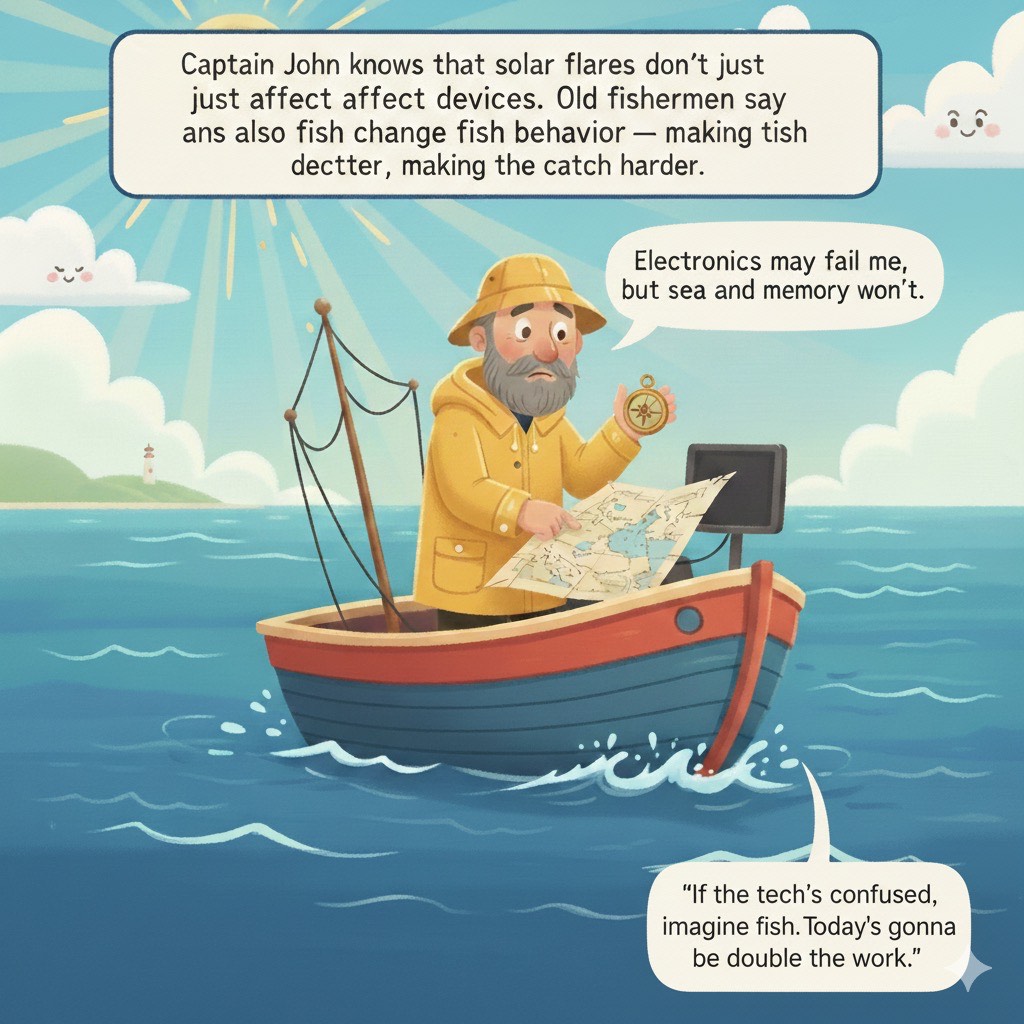 Captain John knows that solar flares don't just
just affect affect devices. Old fishermen say
ans also fish change fish behavior — making tish
dectter, making the catch harder.
Electronics may fail me,
but sea and memory won't.
"If the tech's confused,
imagine fish. Today's gonna
be double the work."